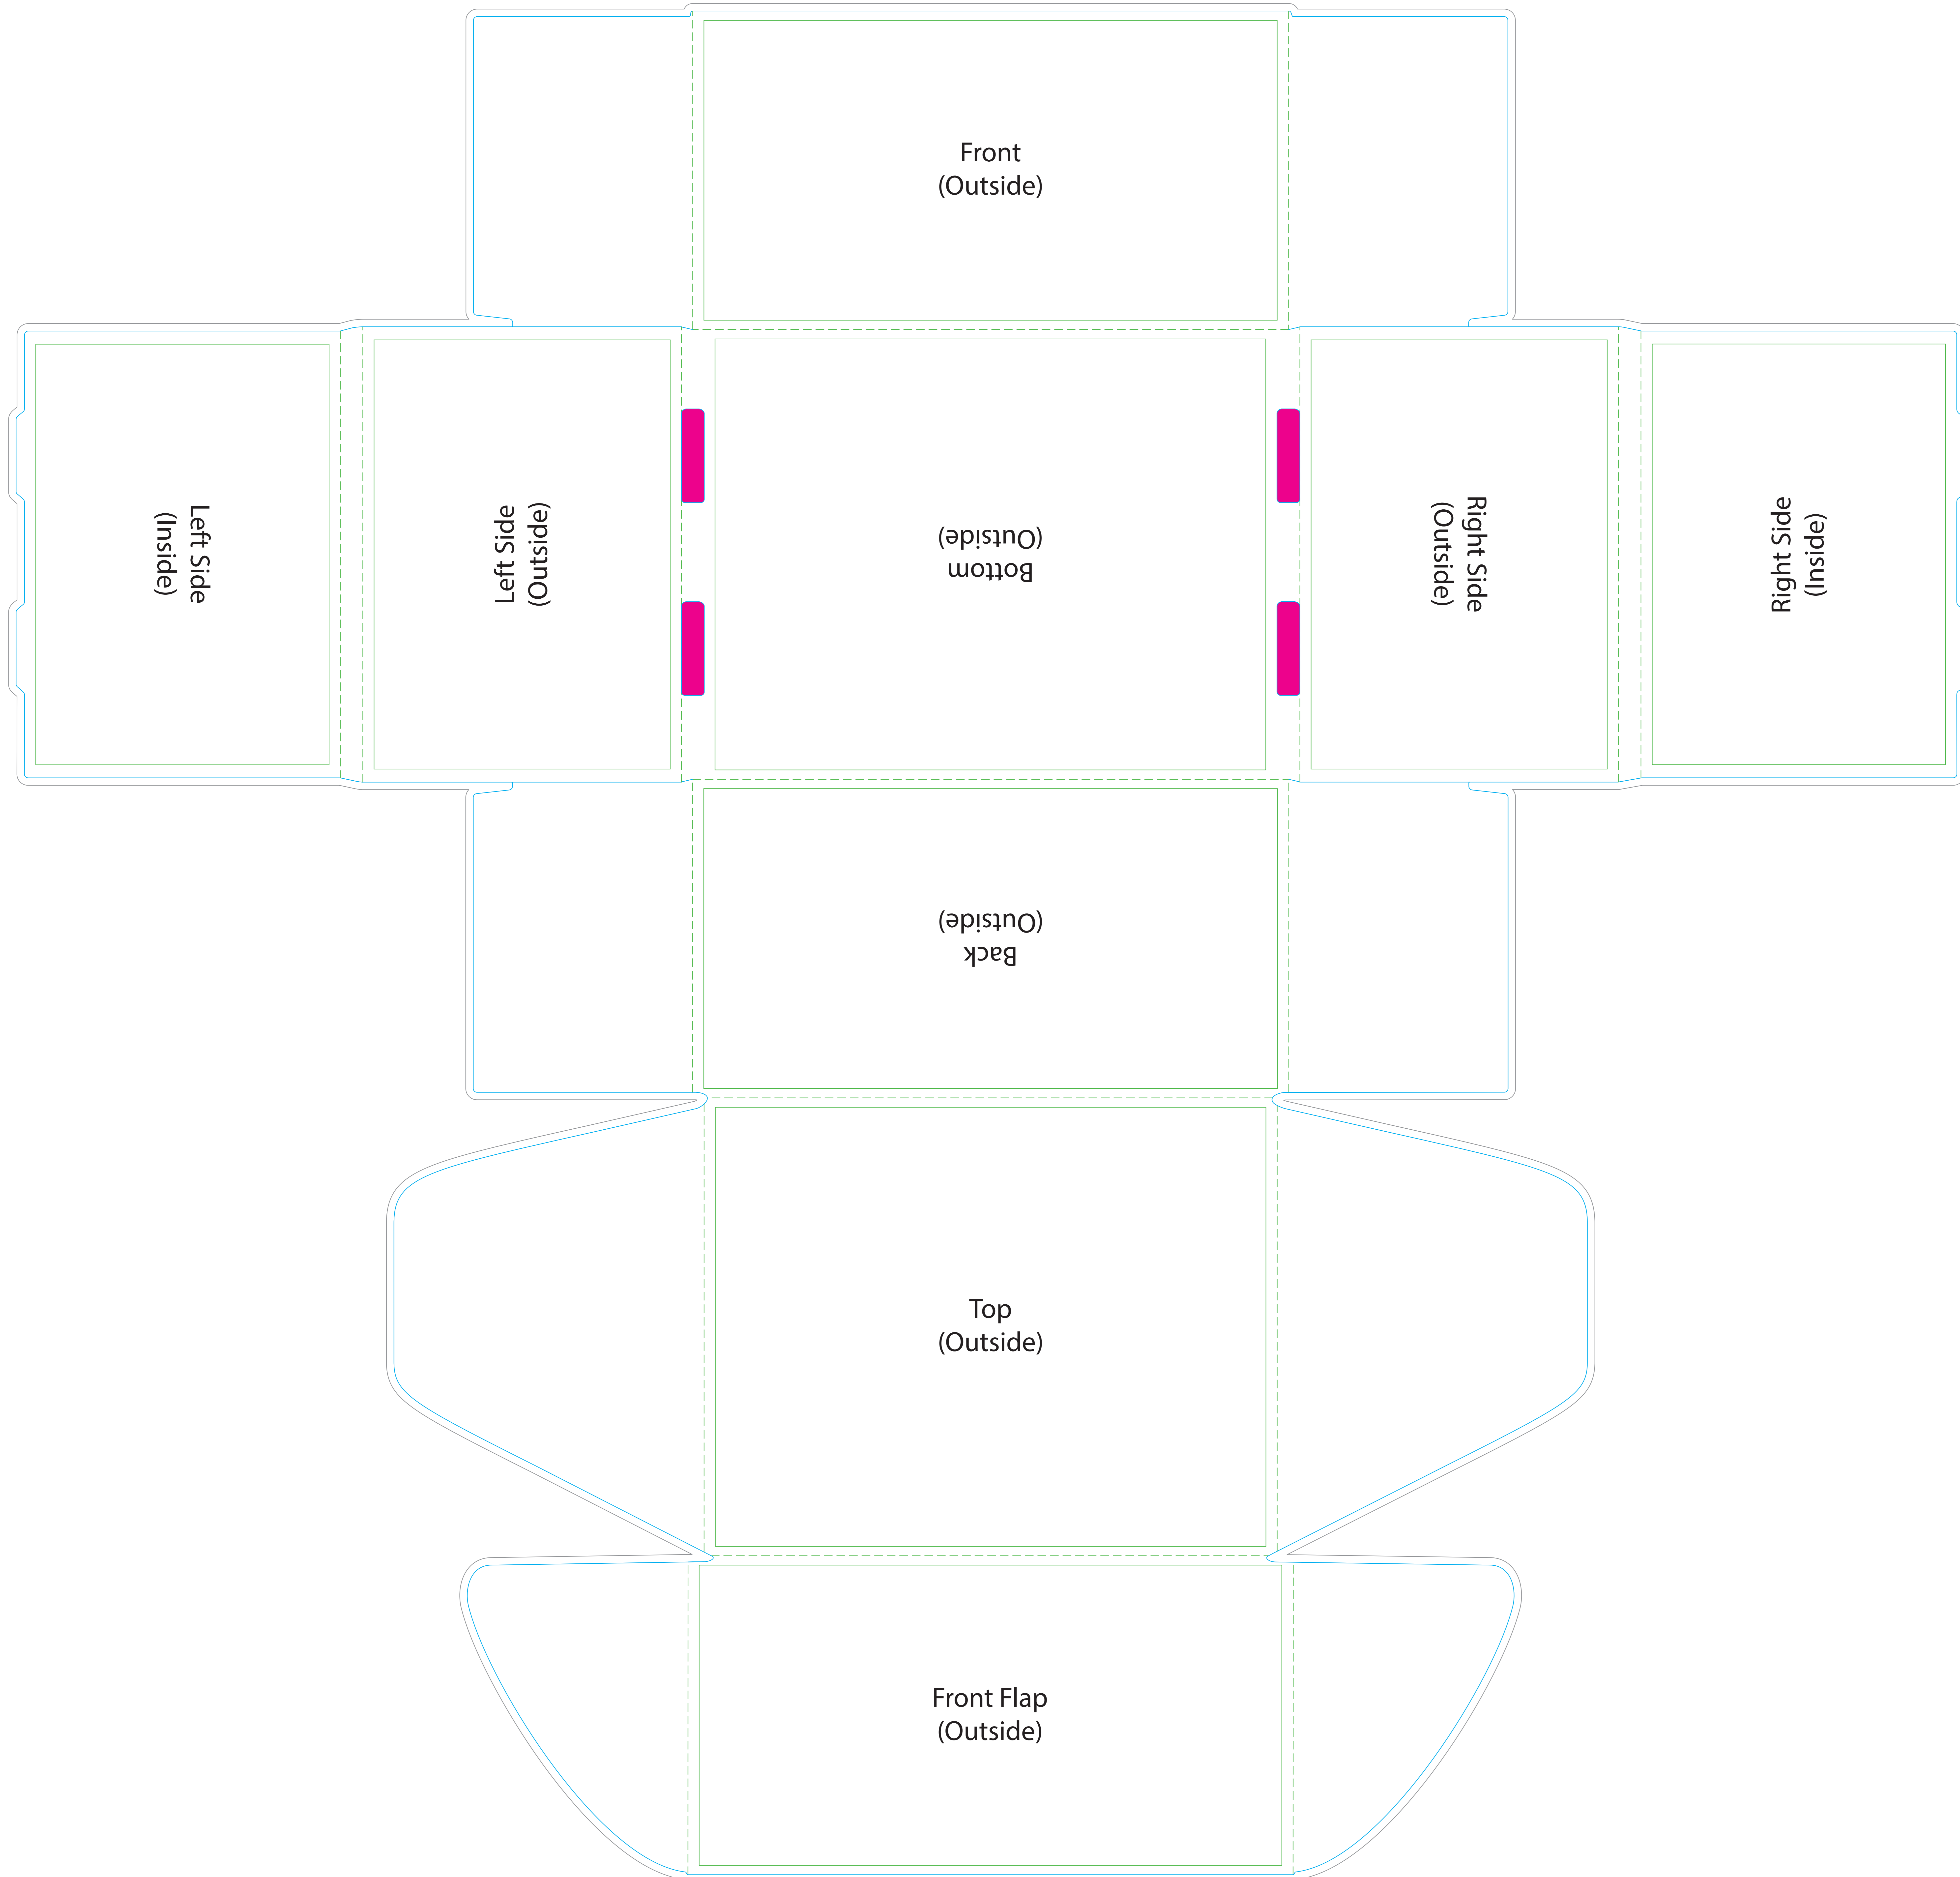 Front
(Outside)
Left Side
(Inside)
Left Side
(Outside)
Bottom
(Outside)
Right Side
(Outside)
Right Side
(Inside)
Back
(Outside)
Top
(Outside)
Front Flap
(Outside)